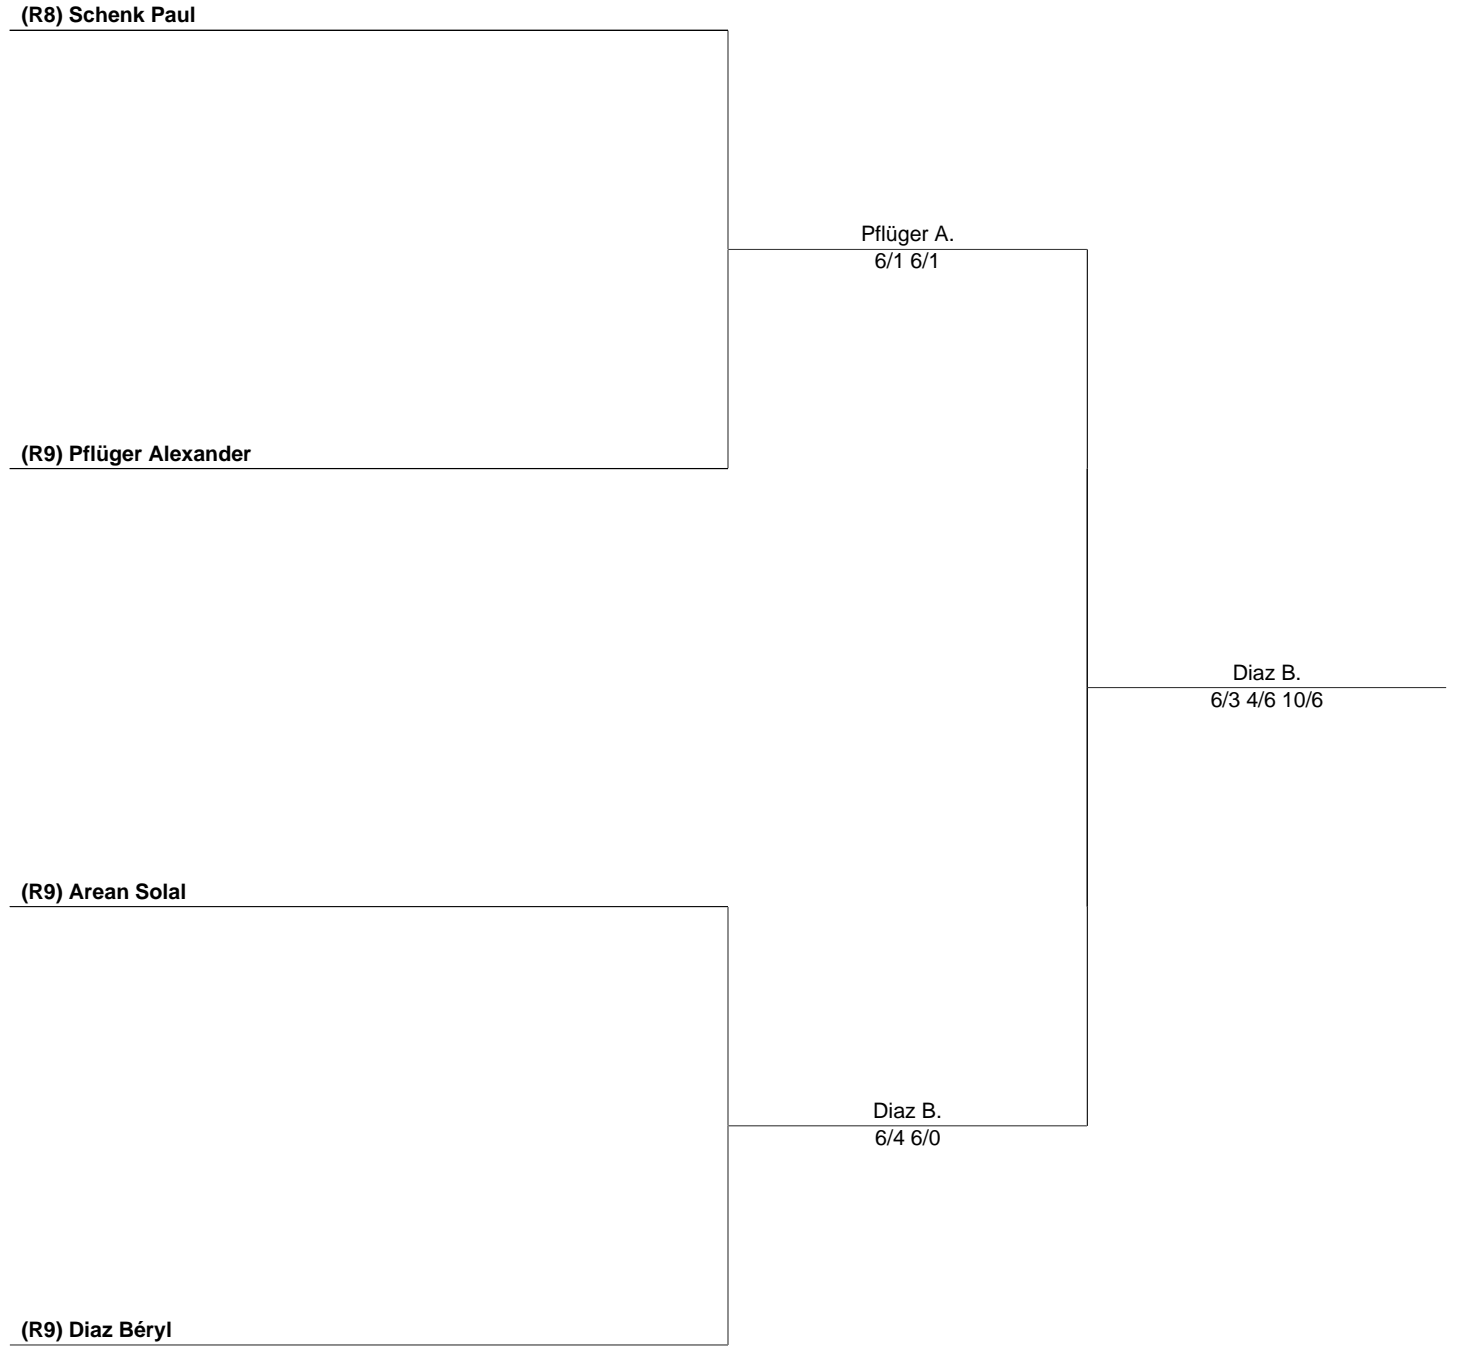 (R8) Schenk Paul
Pflüger A.
6/1 6/1
(R9) Pflüger Alexander
Diaz B.
6/3 4/6 10/6
(R9) Arean Solal
Diaz B.
6/4 6/0
(R9) Diaz Béryl